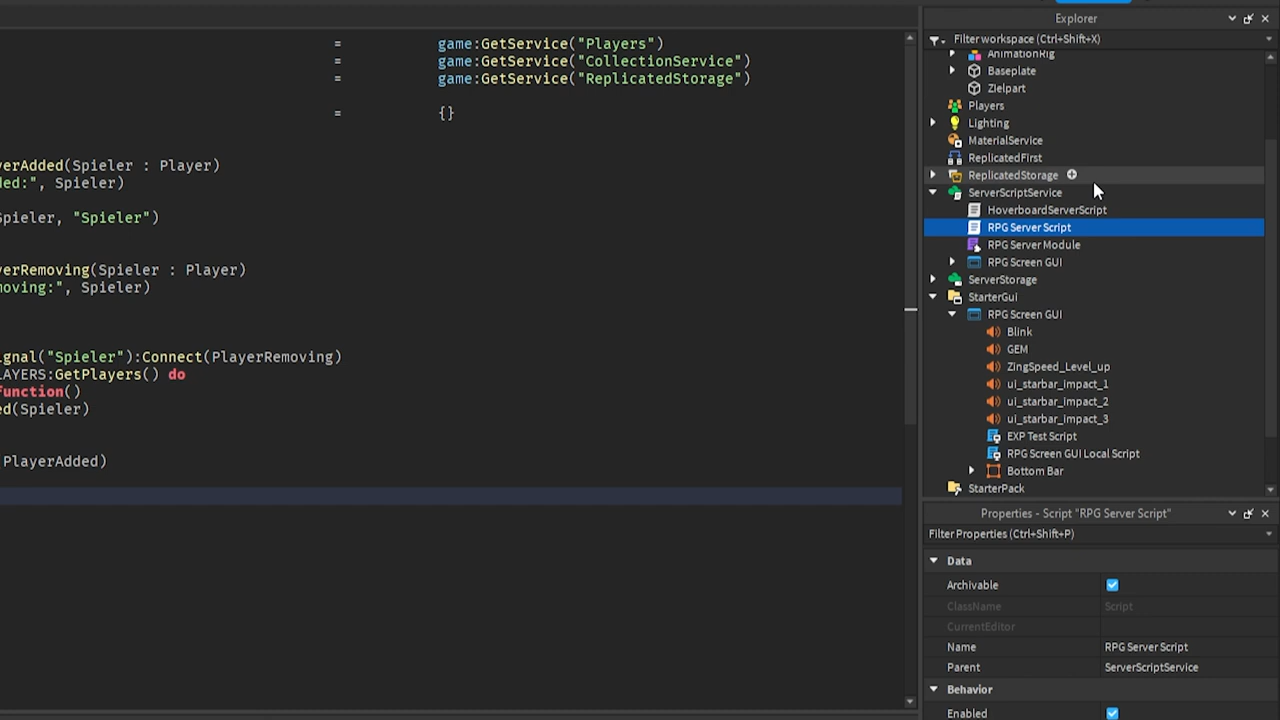 = game:GetService("Players")
= game:GetService("CollectionService")
= game:GetService("ReplicatedStorage")
= {}
erAdded(Spieler : Player)
ded:", Spieler)
Spieler, "Spieler")
erRemoving(Spieler : Player)
moving:", Spieler)
ignal("Spieler"):Connect(PlayerRemoving)
LAYERS:GetPlayers() do
function()
ed(Spieler)
PlayerAdded)
Explorer
Filter workspace (Ctrl+Shift+X)
AnimationRig
Baseplate
Zielpart
Players
Lighting
MaterialService
ReplicatedFirst
ReplicatedStorage
ServerScriptService
HoverboardServerScript
RPG Server Script
RPG Server Module
RPG Screen GUI
ServerStorage
StarterGui
RPG Screen GUI
Blink
GEM
ZingSpeed_Level_up
ui_starbar_impact_1
ui_starbar_impact_2
ui_starbar_impact_3
EXP Test Script
RPG Screen GUI Local Script
Bottom Bar
StarterPack
Properties - Script "RPG Server Script"
Filter Properties (Ctrl+Shift+P)
Data
Archivable
ClassName Script
CurrentEditor
Name RPG Server Script
Parent ServerScriptService
Behavior
Enabled